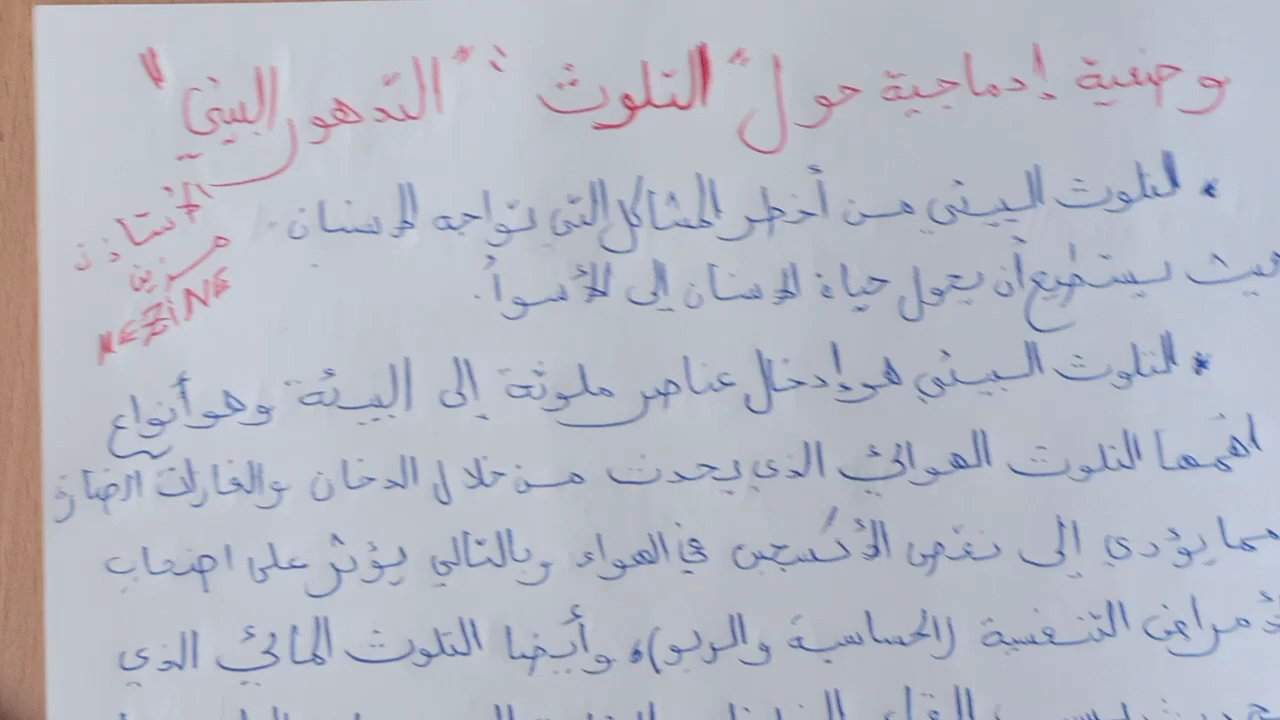 وضعية إدماجية حول "التلوث": "التدهور البيئي"
الأستاذ:
مزين
MEZINE
• التلوث البيئي من أخطر المشاكل التي تواجه الإنسان.
حيث يستطيع أن يحول حياة الإنسان إلى الأسوأ.
• التلوث البيئي هو إدخال عناصر ملوثة إلى البيئة وهو أنواع
اهمها التلوث الهوائي الذي يحدث من خلال الدخان والغازات الضارة
مما يؤدي إلى نقص الأكسجين في الهواء وبالتالي يؤثر على اصحاب
الأمراض التنفسية (الحساسية والربو)، وأيضا التلوث المائي الذي